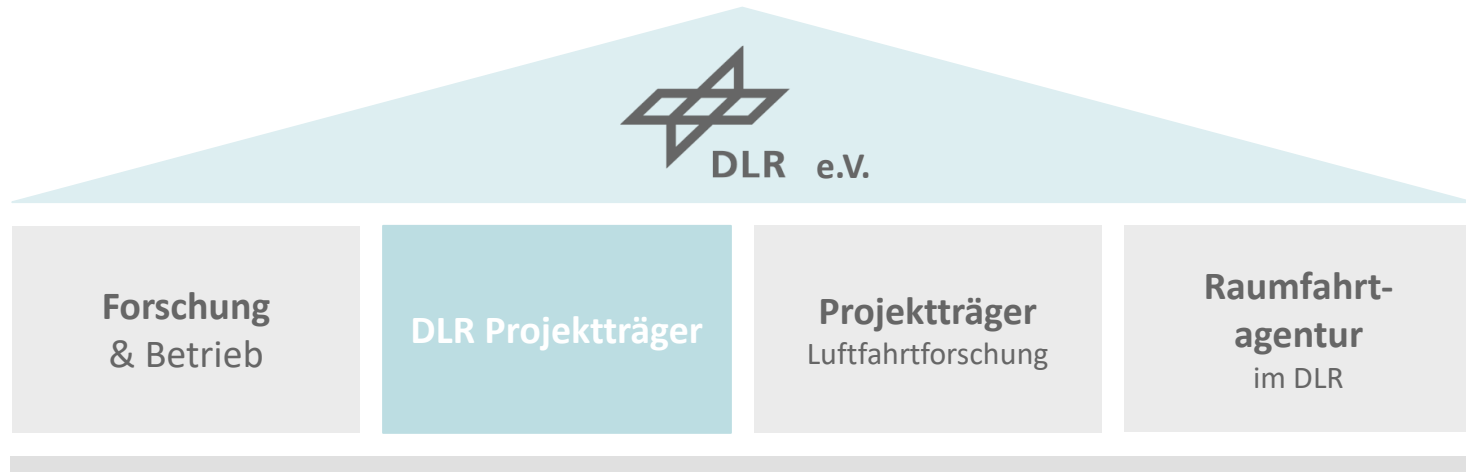 DLR e.V.
Forschung
& Betrieb
DLR Projektträger
Projektträger
Luftfahrtforschung
Raumfahrt-
agentur
im DLR